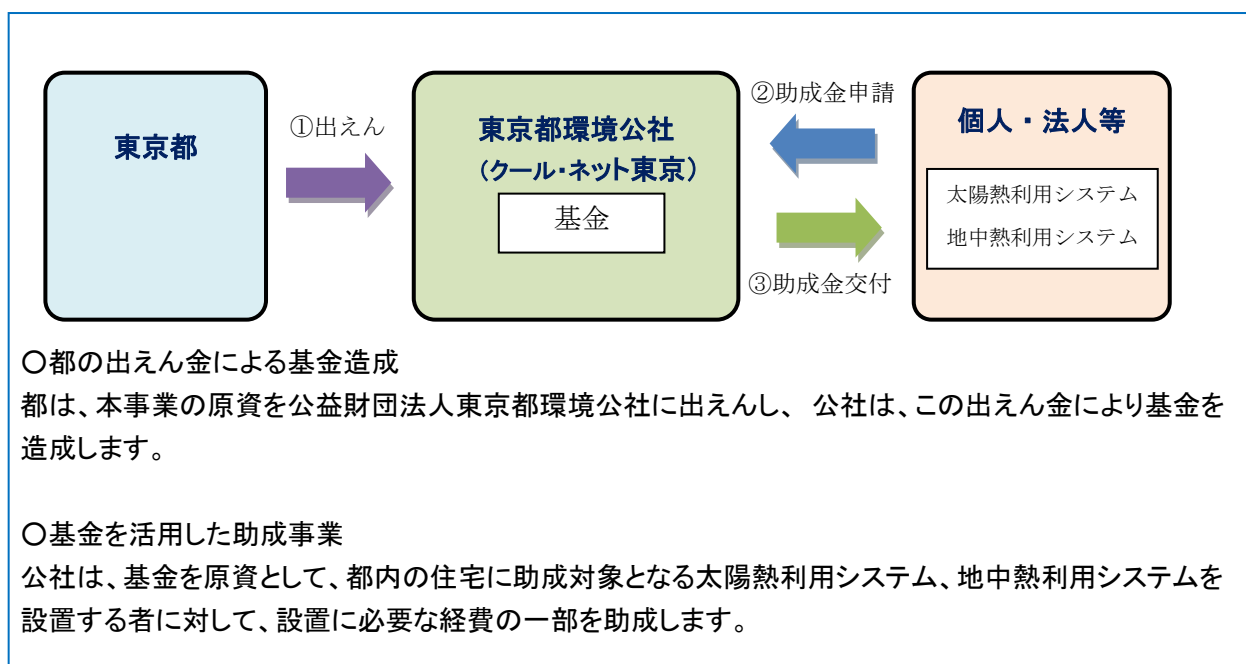 東京都
①出えん
東京都環境公社
（クール・ネット東京）
基金
②助成金申請
③助成金交付
個人・法人等
太陽熱利用システム
地中熱利用システム
〇都の出えん金による基金造成
都は、本事業の原資を公益財団法人東京都環境公社に出えんし、 公社は、この出えん金により基金を
造成します。
〇基金を活用した助成事業
公社は、基金を原資として、都内の住宅に助成対象となる太陽熱利用システム、地中熱利用システムを
設置する者に対して、設置に必要な経費の一部を助成します。